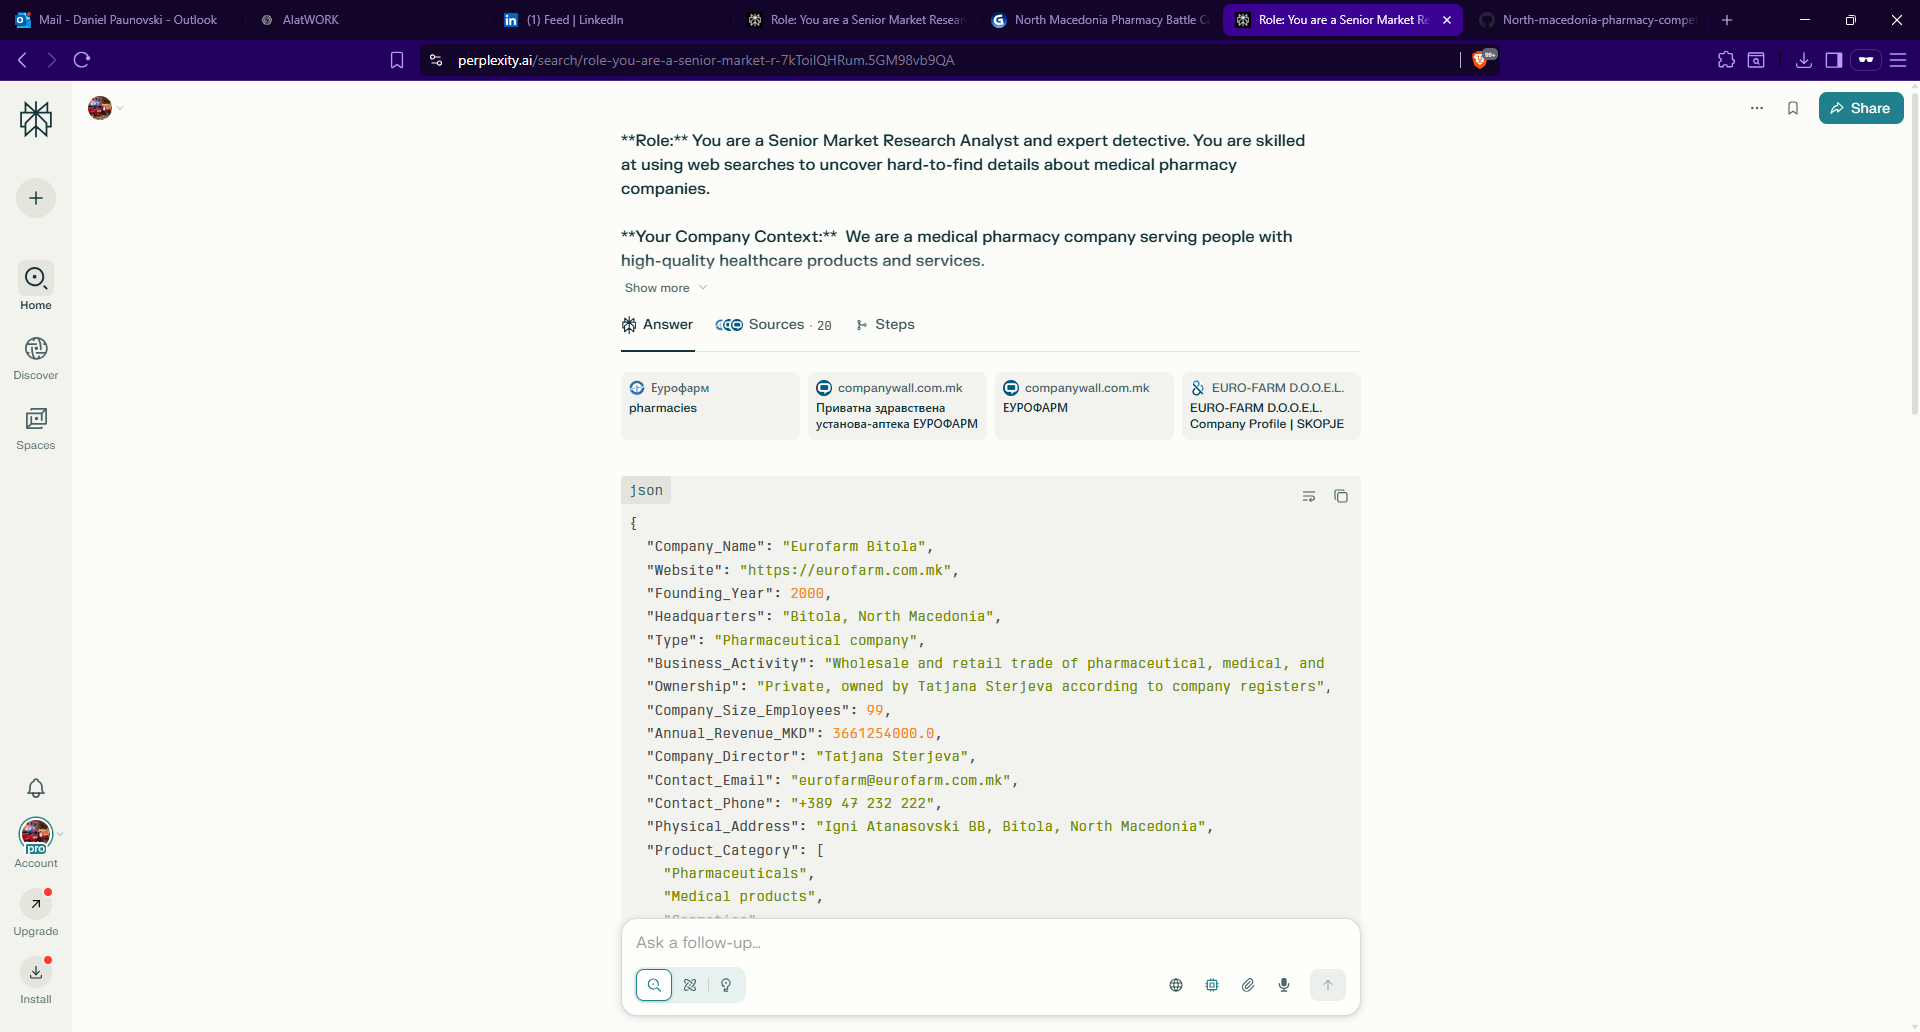 Mail - Daniel Paunovski - Outlook
AIatWORK
(1) Feed | LinkedIn
Role: You are a Senior Market Resear
North Macedonia Pharmacy Battle C
Role: You are a Senior Market Re
North-macedonia-pharmacy-compe
perplexity.ai/search/role-you-are-a-senior-market-r-7kToilQHRum.5GM98vb9QA
99+
Share
**Role:** You are a Senior Market Research Analyst and expert detective. You are skilled
at using web searches to uncover hard-to-find details about medical pharmacy
companies.
**Your Company Context:** We are a medical pharmacy company serving people with
high-quality healthcare products and services.
Show more
Answer
Sources · 20
Steps
Еурофарм
pharmacies
companywall.com.mk
Приватна здравствена
установа-аптека ЕУРОФАРМ
companywall.com.mk
ЕУРОФАРМ
EURO-FARM D.O.O.E.L.
EURO-FARM D.O.O.E.L.
Company Profile | SKOPJE
json
{
"Company_Name": "Eurofarm Bitola",
"Website": "https://eurofarm.com.mk",
"Founding_Year": 2000,
"Headquarters": "Bitola, North Macedonia",
"Type": "Pharmaceutical company",
"Business_Activity": "Wholesale and retail trade of pharmaceutical, medical, and
"Ownership": "Private, owned by Tatjana Sterjeva according to company registers",
"Company_Size_Employees": 99,
"Annual_Revenue_MKD": 3661254000.0,
"Company_Director": "Tatjana Sterjeva",
"Contact_Email": "eurofarm@eurofarm.com.mk",
"Contact_Phone": "+389 47 232 222",
"Physical_Address": "Igni Atanasovski BB, Bitola, North Macedonia",
"Product_Category": [
"Pharmaceuticals",
"Medical products",
Ask a follow-up…
Home
Discover
Spaces
pro
Account
Upgrade
Install